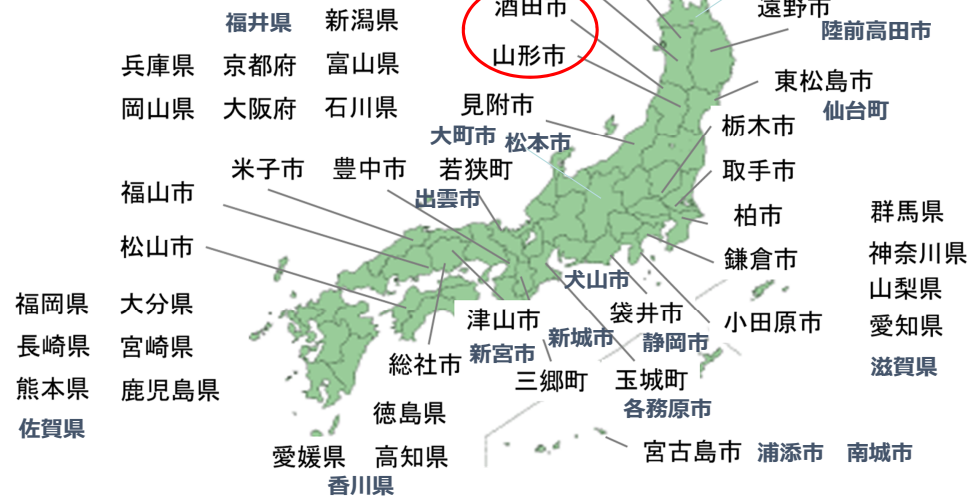 酒田市
遠野市
福井県
新潟県
陸前高田市
山形市
兵庫県
京都府
富山県
東松島市
岡山県
大阪府
石川県
見附市
仙台町
大町市
松本市
栃木市
米子市
豊中市
若狭町
取手市
福山市
出雲市
柏市
群馬県
松山市
鎌倉市
神奈川県
犬山市
山梨県
福岡県
大分県
津山市
袋井市
小田原市
愛知県
長崎県
宮崎県
新宮市
新城市
静岡市
総社市
滋賀県
熊本県
鹿児島県
三郷町
玉城町
徳島県
各務原市
佐賀県
愛媛県
高知県
宮古島市
浦添市
南城市
香川県